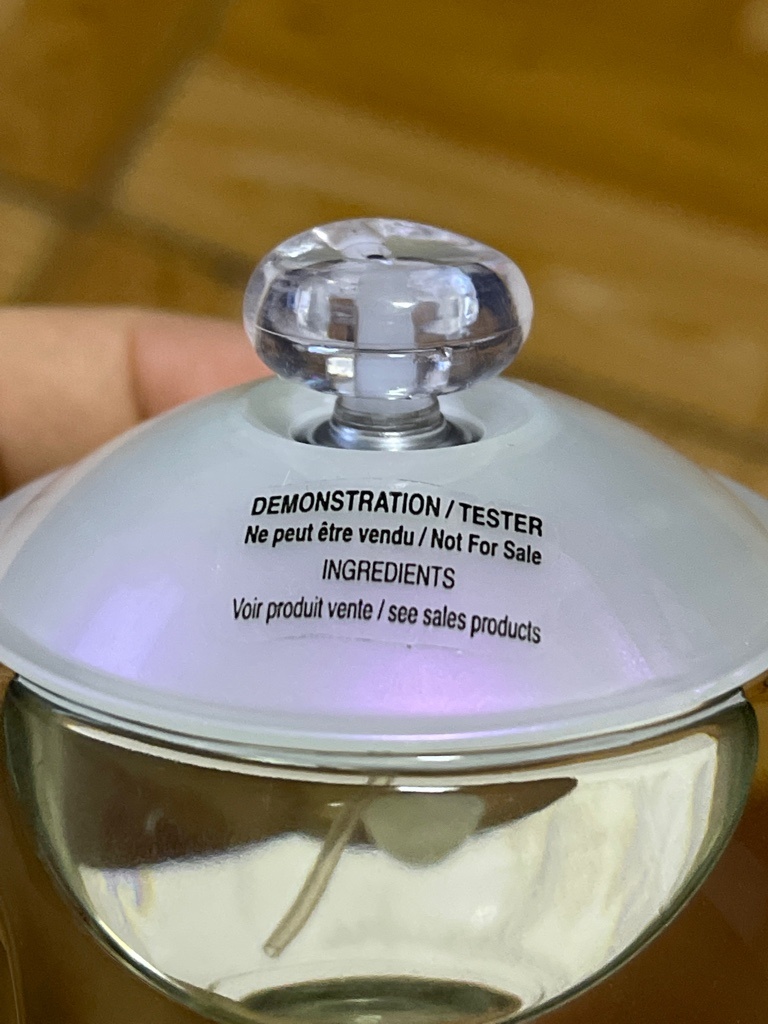 DEMONSTRATION / TESTER
Ne peut être vendu / Not For Sale
INGREDIENTS
Voir produit vente / see sales products